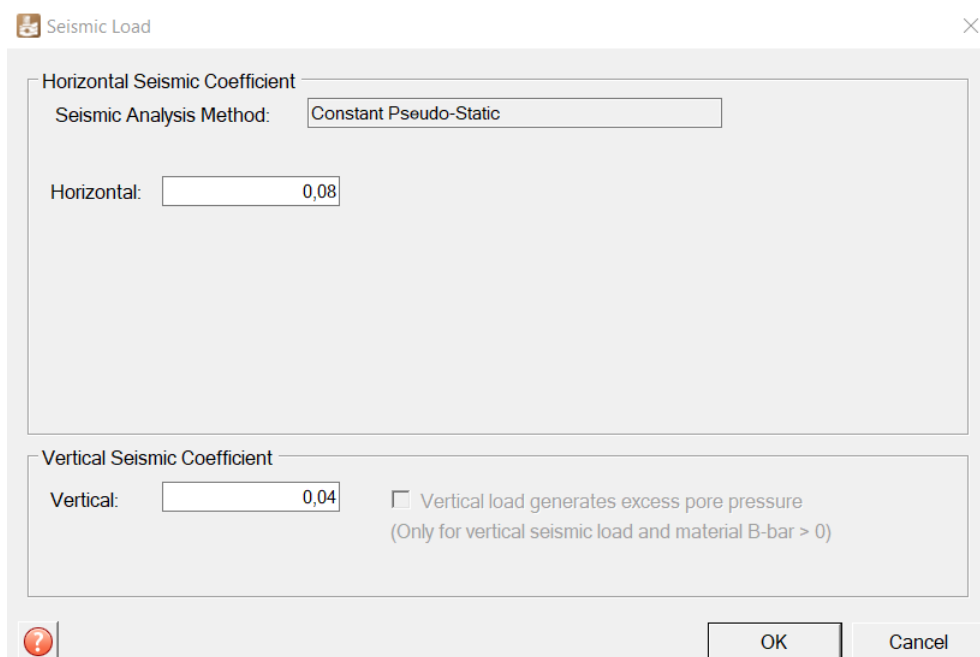 Seismic Load
Horizontal Seismic Coefficient
Seismic Analysis Method: Constant Pseudo-Static
Horizontal: 0,08
Vertical Seismic Coefficient
Vertical: 0,04
Vertical load generates excess pore pressure
(Only for vertical seismic load and material B-bar > 0)
?
OK Cancel